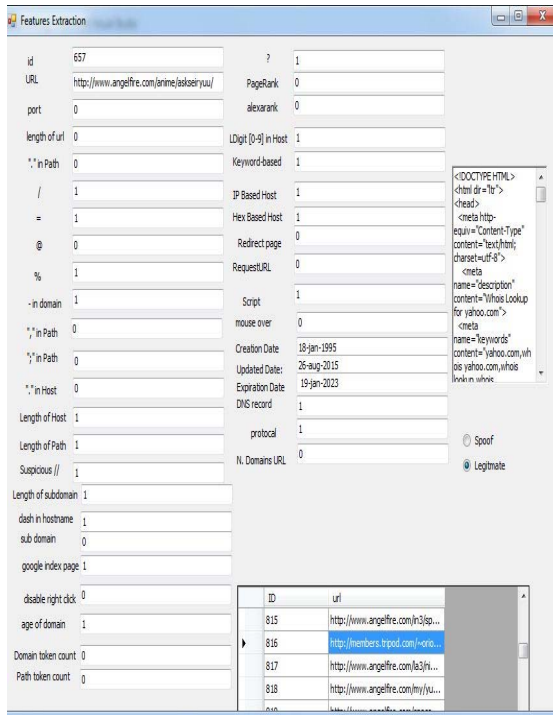 Features Extraction
id 657
URL http://www.angelfire.com/anime/askseiryuu/
port 0
length of url 0
"." in Path 0
/ 1
= 1
@ 0
% 1
- in domain 1
"," in Path 0
";" in Path 0
"." in Host 0
Length of Host 1
Length of Path 1
Suspicious // 1
Length of subdomain 1
dash in hostname 1
sub domain 0
google index page 1
disable right click 0
age of domain 1
Domain token count 0
Path token count 0
? 1
PageRank 0
alexarank 0
LDigit [0-9] in Host 1
Keyword-based 1
IP Based Host 1
Hex Based Host 1
Redirect page 0
RequestURL 0
Script 1
mouse over 0
Creation Date 18-jan-1995
Updated Date: 26-aug-2015
Expiration Date 19-jan-2023
DNS record 1
protocal 1
N. Domains URL 0
<!DOCTYPE HTML>
<html dir="ltr">
<head>
<meta http-
equiv="Content-Type"
content="text/html;
charset=utf-8">
<meta
name="description"
content="Whois Lookup
for yahoo.com">
<meta
name="keywords"
content="yahoo.com,wh
ois yahoo.com,whois
lookup,whois
Spoof
Legitmate
ID url
815 http://www.angelfire.com/in3/sp...
816 http://members.tripod.com/~orio...
817 http://www.angelfire.com/la3/ni...
818 http://www.angelfire.com/my/yu...